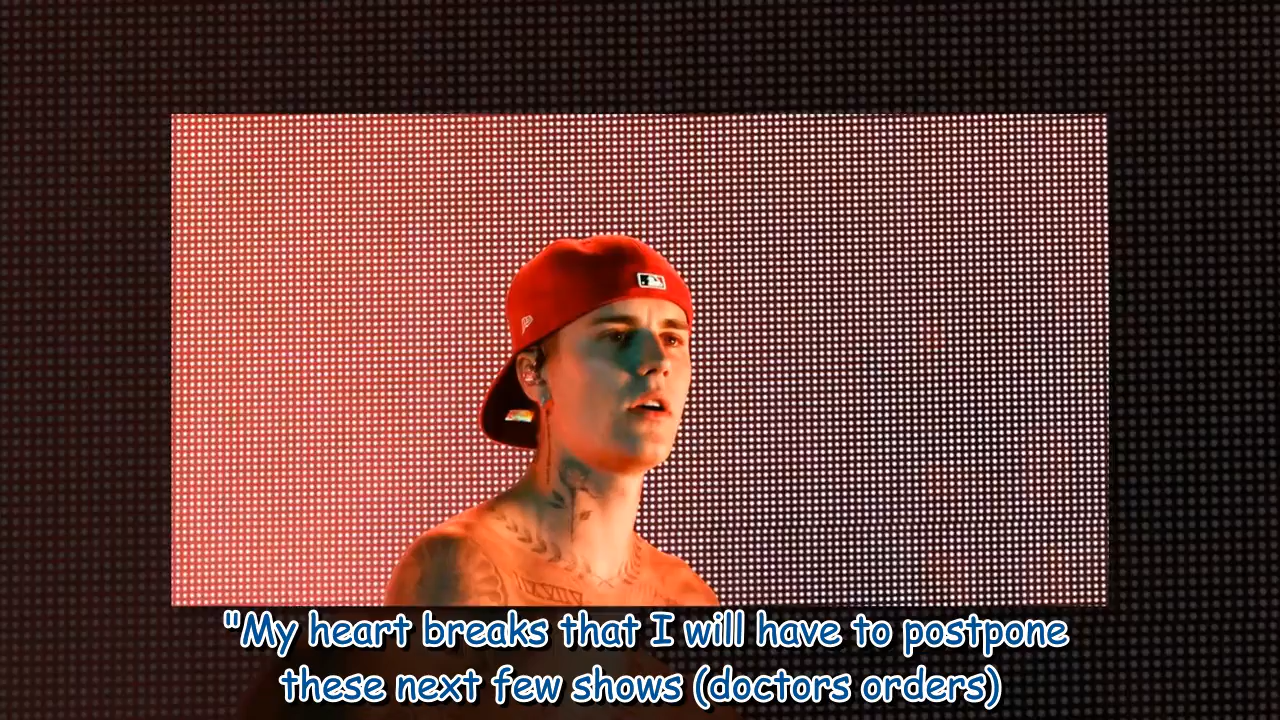 "My heart breaks that I will have to postpone
these next few shows (doctors orders)